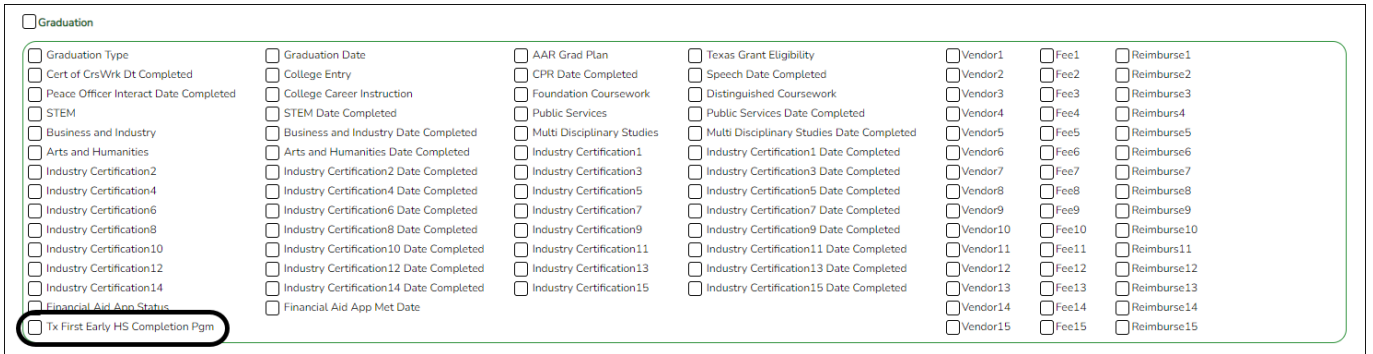 Graduation
Graduation Type Graduation Date AAR Grad Plan Texas Grant Eligibility Vendor1 Fee1 Reimburse1
Cert of CrsWrk Dt Completed College Entry CPR Date Completed Speech Date Completed Vendor2 Fee2 Reimburse2
Peace Officer Interact Date Completed College Career Instruction Foundation Coursework Distinguished Coursework Vendor3 Fee3 Reimburse3
STEM STEM Date Completed Public Services Public Services Date Completed Vendor4 Fee4 Reimburs4
Business and Industry Business and Industry Date Completed Multi Disciplinary Studies Multi Disciplinary Studies Date Completed Vendor5 Fee5 Reimburse5
Arts and Humanities Arts and Humanities Date Completed Industry Certification1 Industry Certification1 Date Completed Vendor6 Fee6 Reimburse6
Industry Certification2 Industry Certification2 Date Completed Industry Certification3 Industry Certification3 Date Completed Vendor7 Fee7 Reimburse7
Industry Certification4 Industry Certification4 Date Completed Industry Certification5 Industry Certification5 Date Completed Vendor8 Fee8 Reimburse8
Industry Certification6 Industry Certification6 Date Completed Industry Certification7 Industry Certification7 Date Completed Vendor9 Fee9 Reimburse9
Industry Certification8 Industry Certification8 Date Completed Industry Certification9 Industry Certification9 Date Completed Vendor10 Fee10 Reimburse10
Industry Certification10 Industry Certification10 Date Completed Industry Certification11 Industry Certification11 Date Completed Vendor11 Fee11 Reimburs11
Industry Certification12 Industry Certification12 Date Completed Industry Certification13 Industry Certification13 Date Completed Vendor12 Fee12 Reimburse12
Industry Certification14 Industry Certification14 Date Completed Industry Certification15 Industry Certification15 Date Completed Vendor13 Fee13 Reimburse13
Financial Aid App Status Financial Aid App Met Date Vendor14 Fee14 Reimburse14
Tx First Early HS Completion Pgm Vendor15 Fee15 Reimburse15